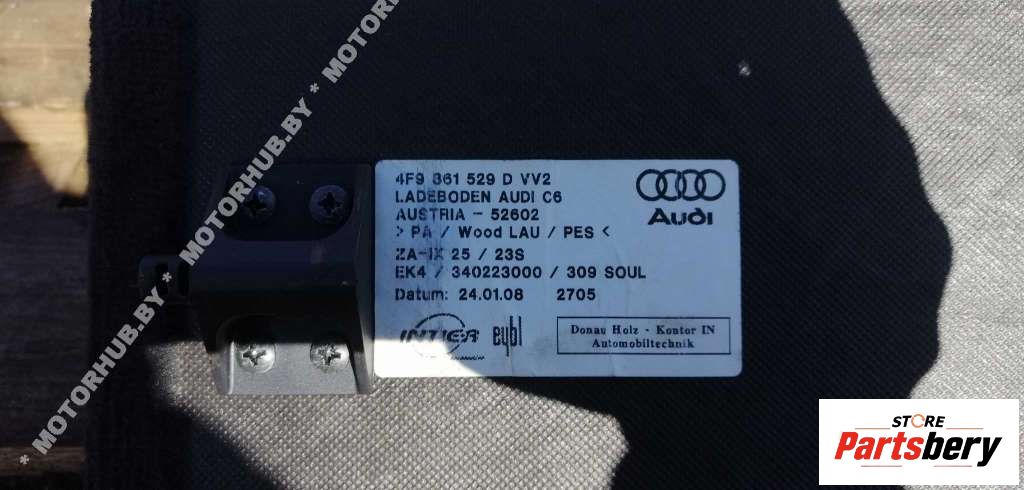 4F9 861 529 D VV2
LADEBODEN AUDI C6
AUSTRIA - 52602
> PA / Wood LAU / PES <
ZA-IX 25 / 23S
EK4 / 340223000 / 309 SOUL
Datum: 24.01.08 2705
Audi
INTIER eybl
Donau Holz - Kontor IN
Automobiltechnik
* MOTORHUB.BY * MOTORHUB.BY * MOTORHUB.BY
STORE
Partsbery